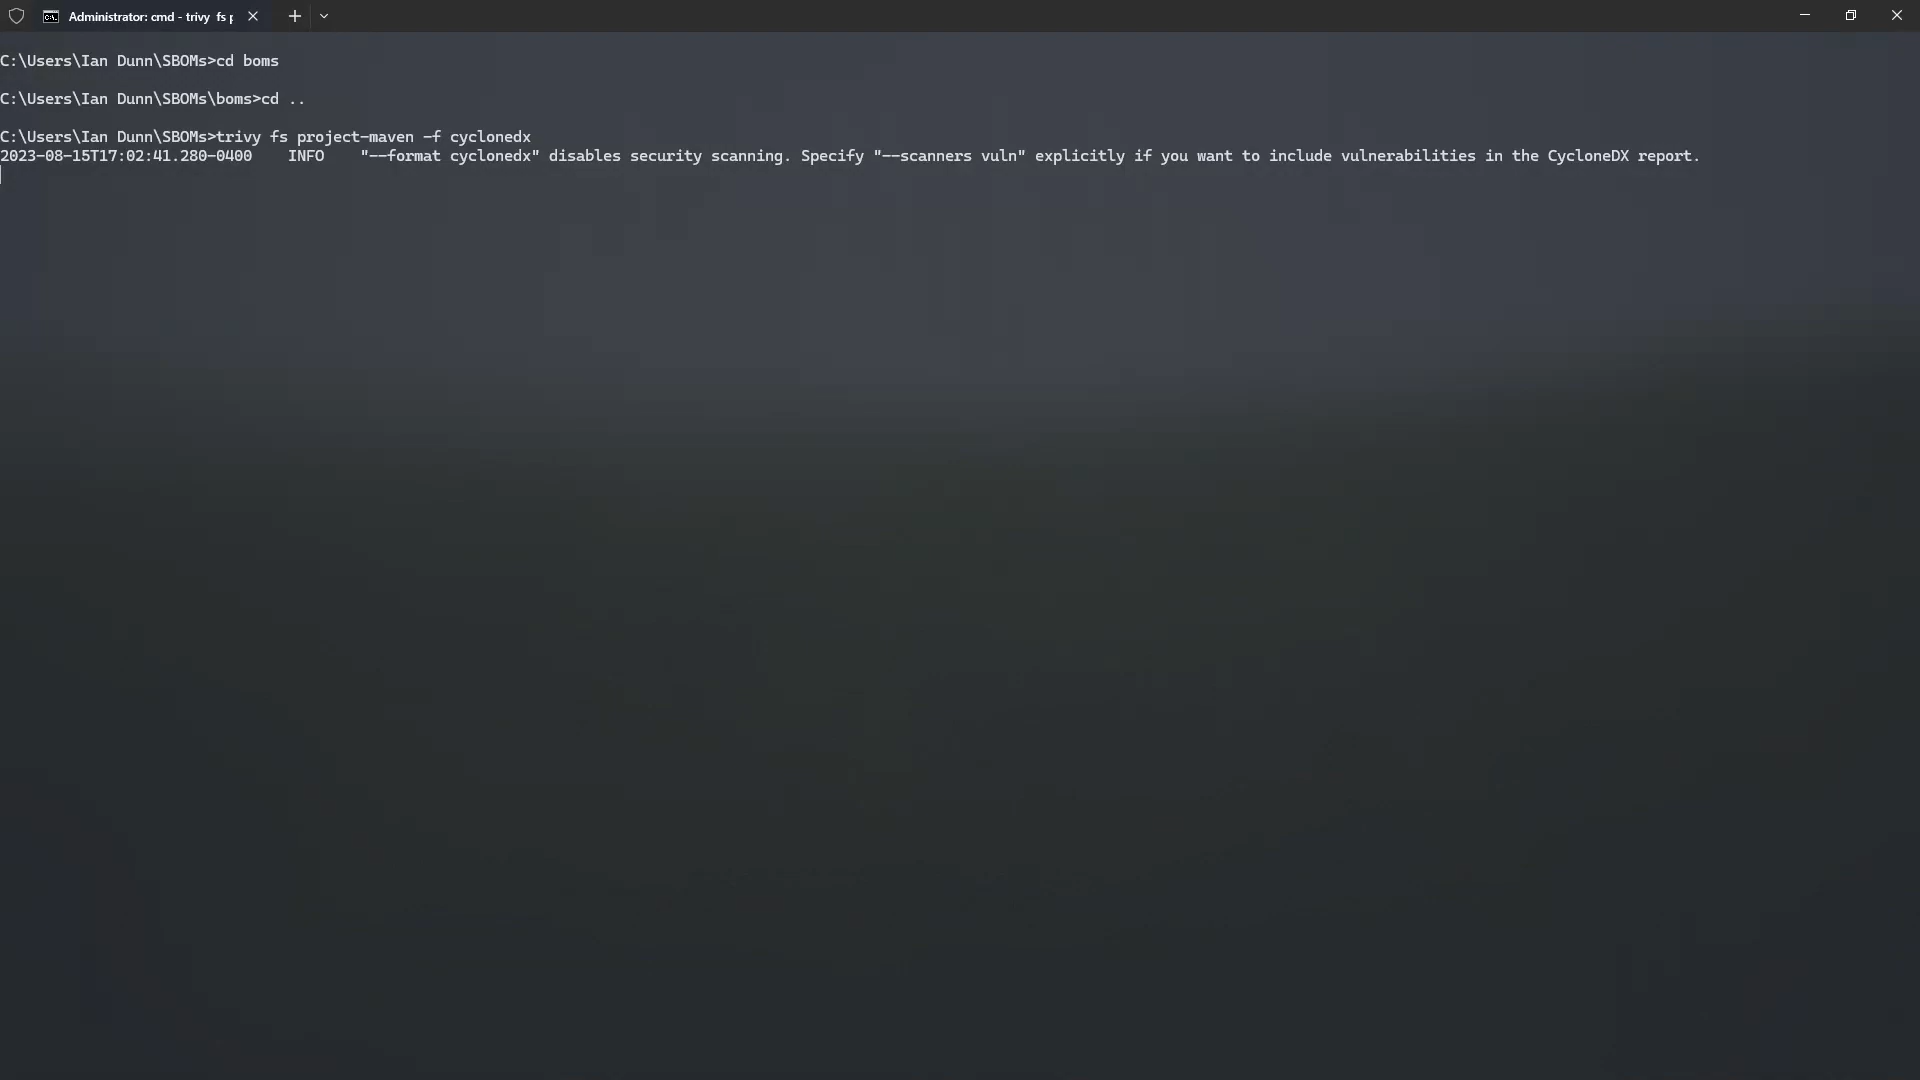 Administrator: cmd - trivy fs p
C:\Users\Ian Dunn\SBOMs>cd boms
C:\Users\Ian Dunn\SBOMs\boms>cd ..
C:\Users\Ian Dunn\SBOMs>trivy fs project-maven -f cyclonedx
2023-08-15T17:02:41.280-0400    INFO    "--format cyclonedx" disables security scanning. Specify "--scanners vuln" explicitly if you want to include vulnerabilities in the CycloneDX report.